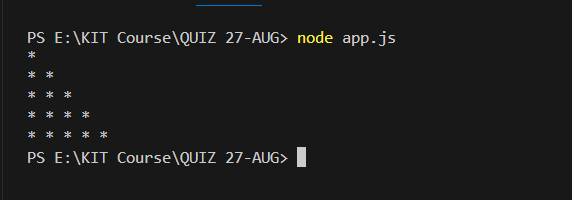 PS E:\KIT Course\QUIZ 27-AUG> node app.js
*
* *
* * *
* * * *
* * * * *
PS E:\KIT Course\QUIZ 27-AUG>